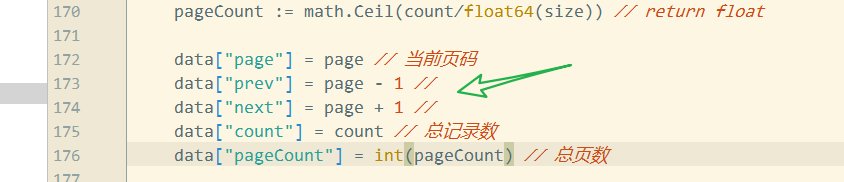 170 pageCount := math.Ceil(count/float64(size)) // return float
171
172 data["page"] = page // 当前页码
173 data["prev"] = page - 1 //
174 data["next"] = page + 1 //
175 data["count"] = count // 总记录数
176 data["pageCount"] = int(pageCount) // 总页数
177